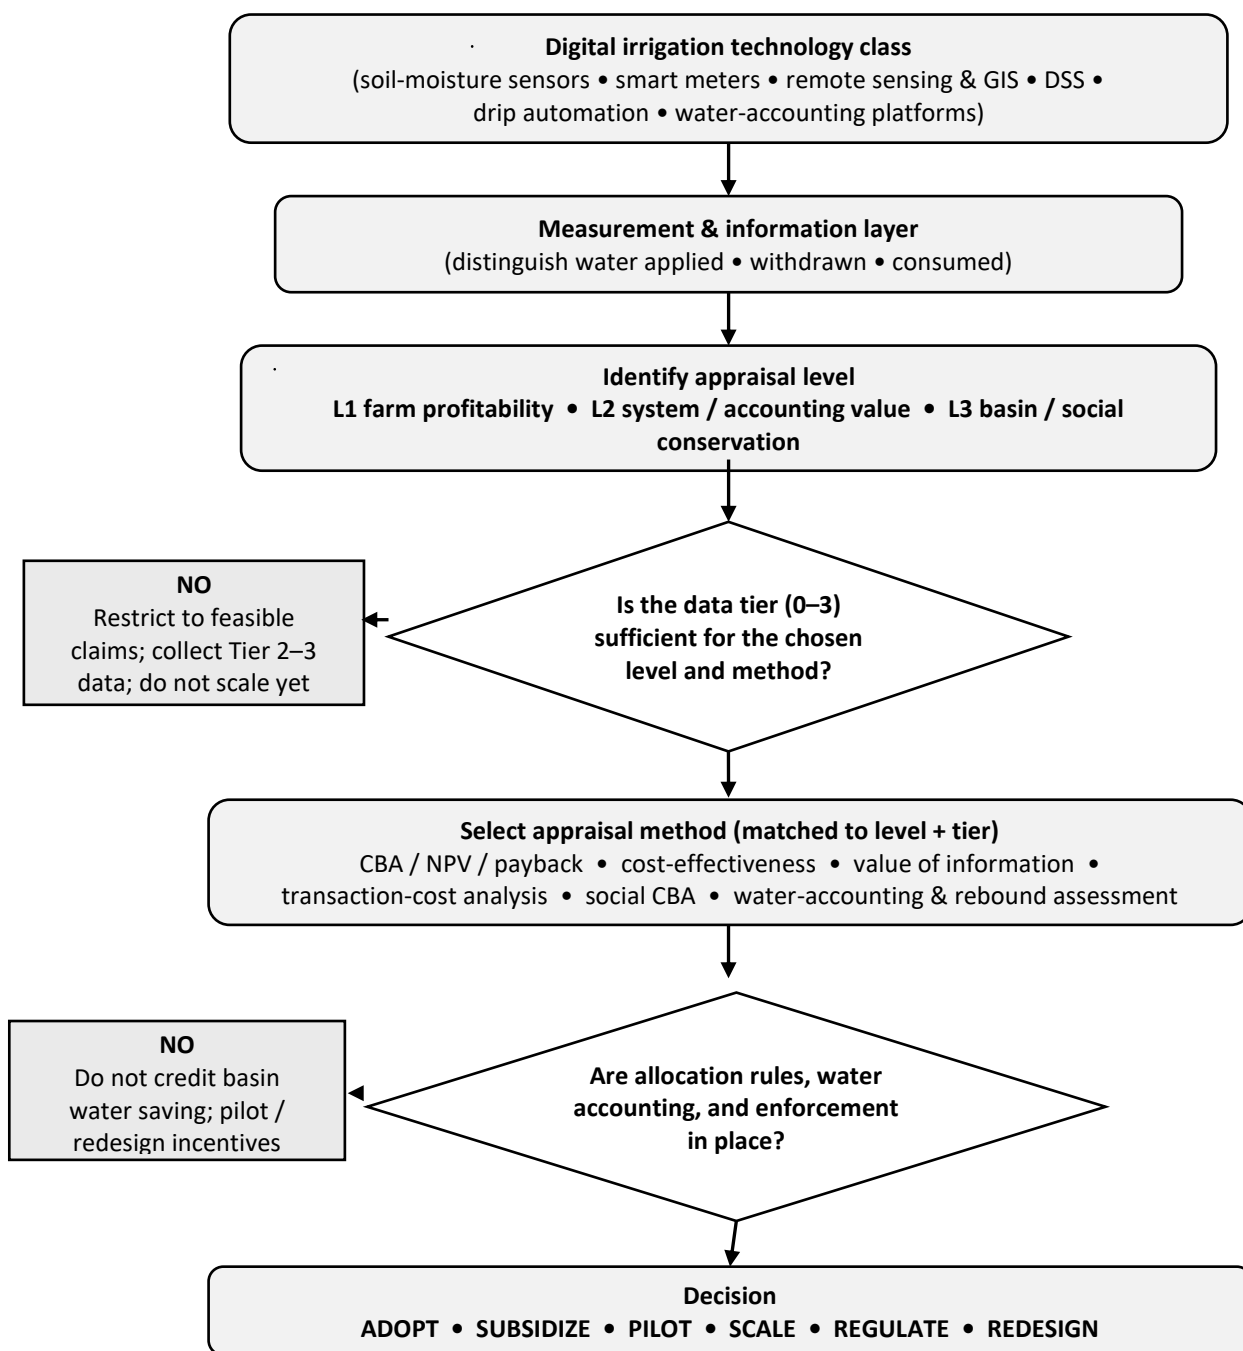 Digital irrigation technology class
(soil-moisture sensors • smart meters • remote sensing & GIS • DSS •
drip automation • water-accounting platforms)
Measurement & information layer
(distinguish water applied • withdrawn • consumed)
Identify appraisal level
L1 farm profitability • L2 system / accounting value • L3 basin / social
conservation
Is the data tier (0–3)
sufficient for the chosen
level and method?
NO
Restrict to feasible
claims; collect Tier 2–3
data; do not scale yet
Select appraisal method (matched to level + tier)
CBA / NPV / payback • cost-effectiveness • value of information •
transaction-cost analysis • social CBA • water-accounting & rebound assessment
Are allocation rules, water
accounting, and enforcement
in place?
NO
Do not credit basin
water saving; pilot /
redesign incentives
Decision
ADOPT • SUBSIDIZE • PILOT • SCALE • REGULATE • REDESIGN